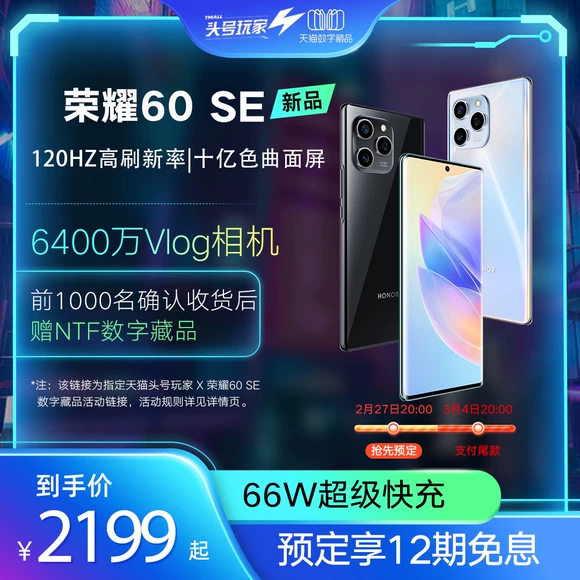 TMALL
头号玩家
天猫数字藏品
荣耀60 SE 新品
120HZ高刷新率|十亿色曲面屏
6400万Vlog相机
前1000名确认收货后
赠NTF数字藏品
*注：该链接为指定天猫头号玩家 X 荣耀60 SE
数字藏品活动链接，活动规则详见详情页。
HONOR
2月27日20:00 3月4日20:00
抢先预定 支付尾款
到手价
¥2199起
66W超级快充
预定享12期免息